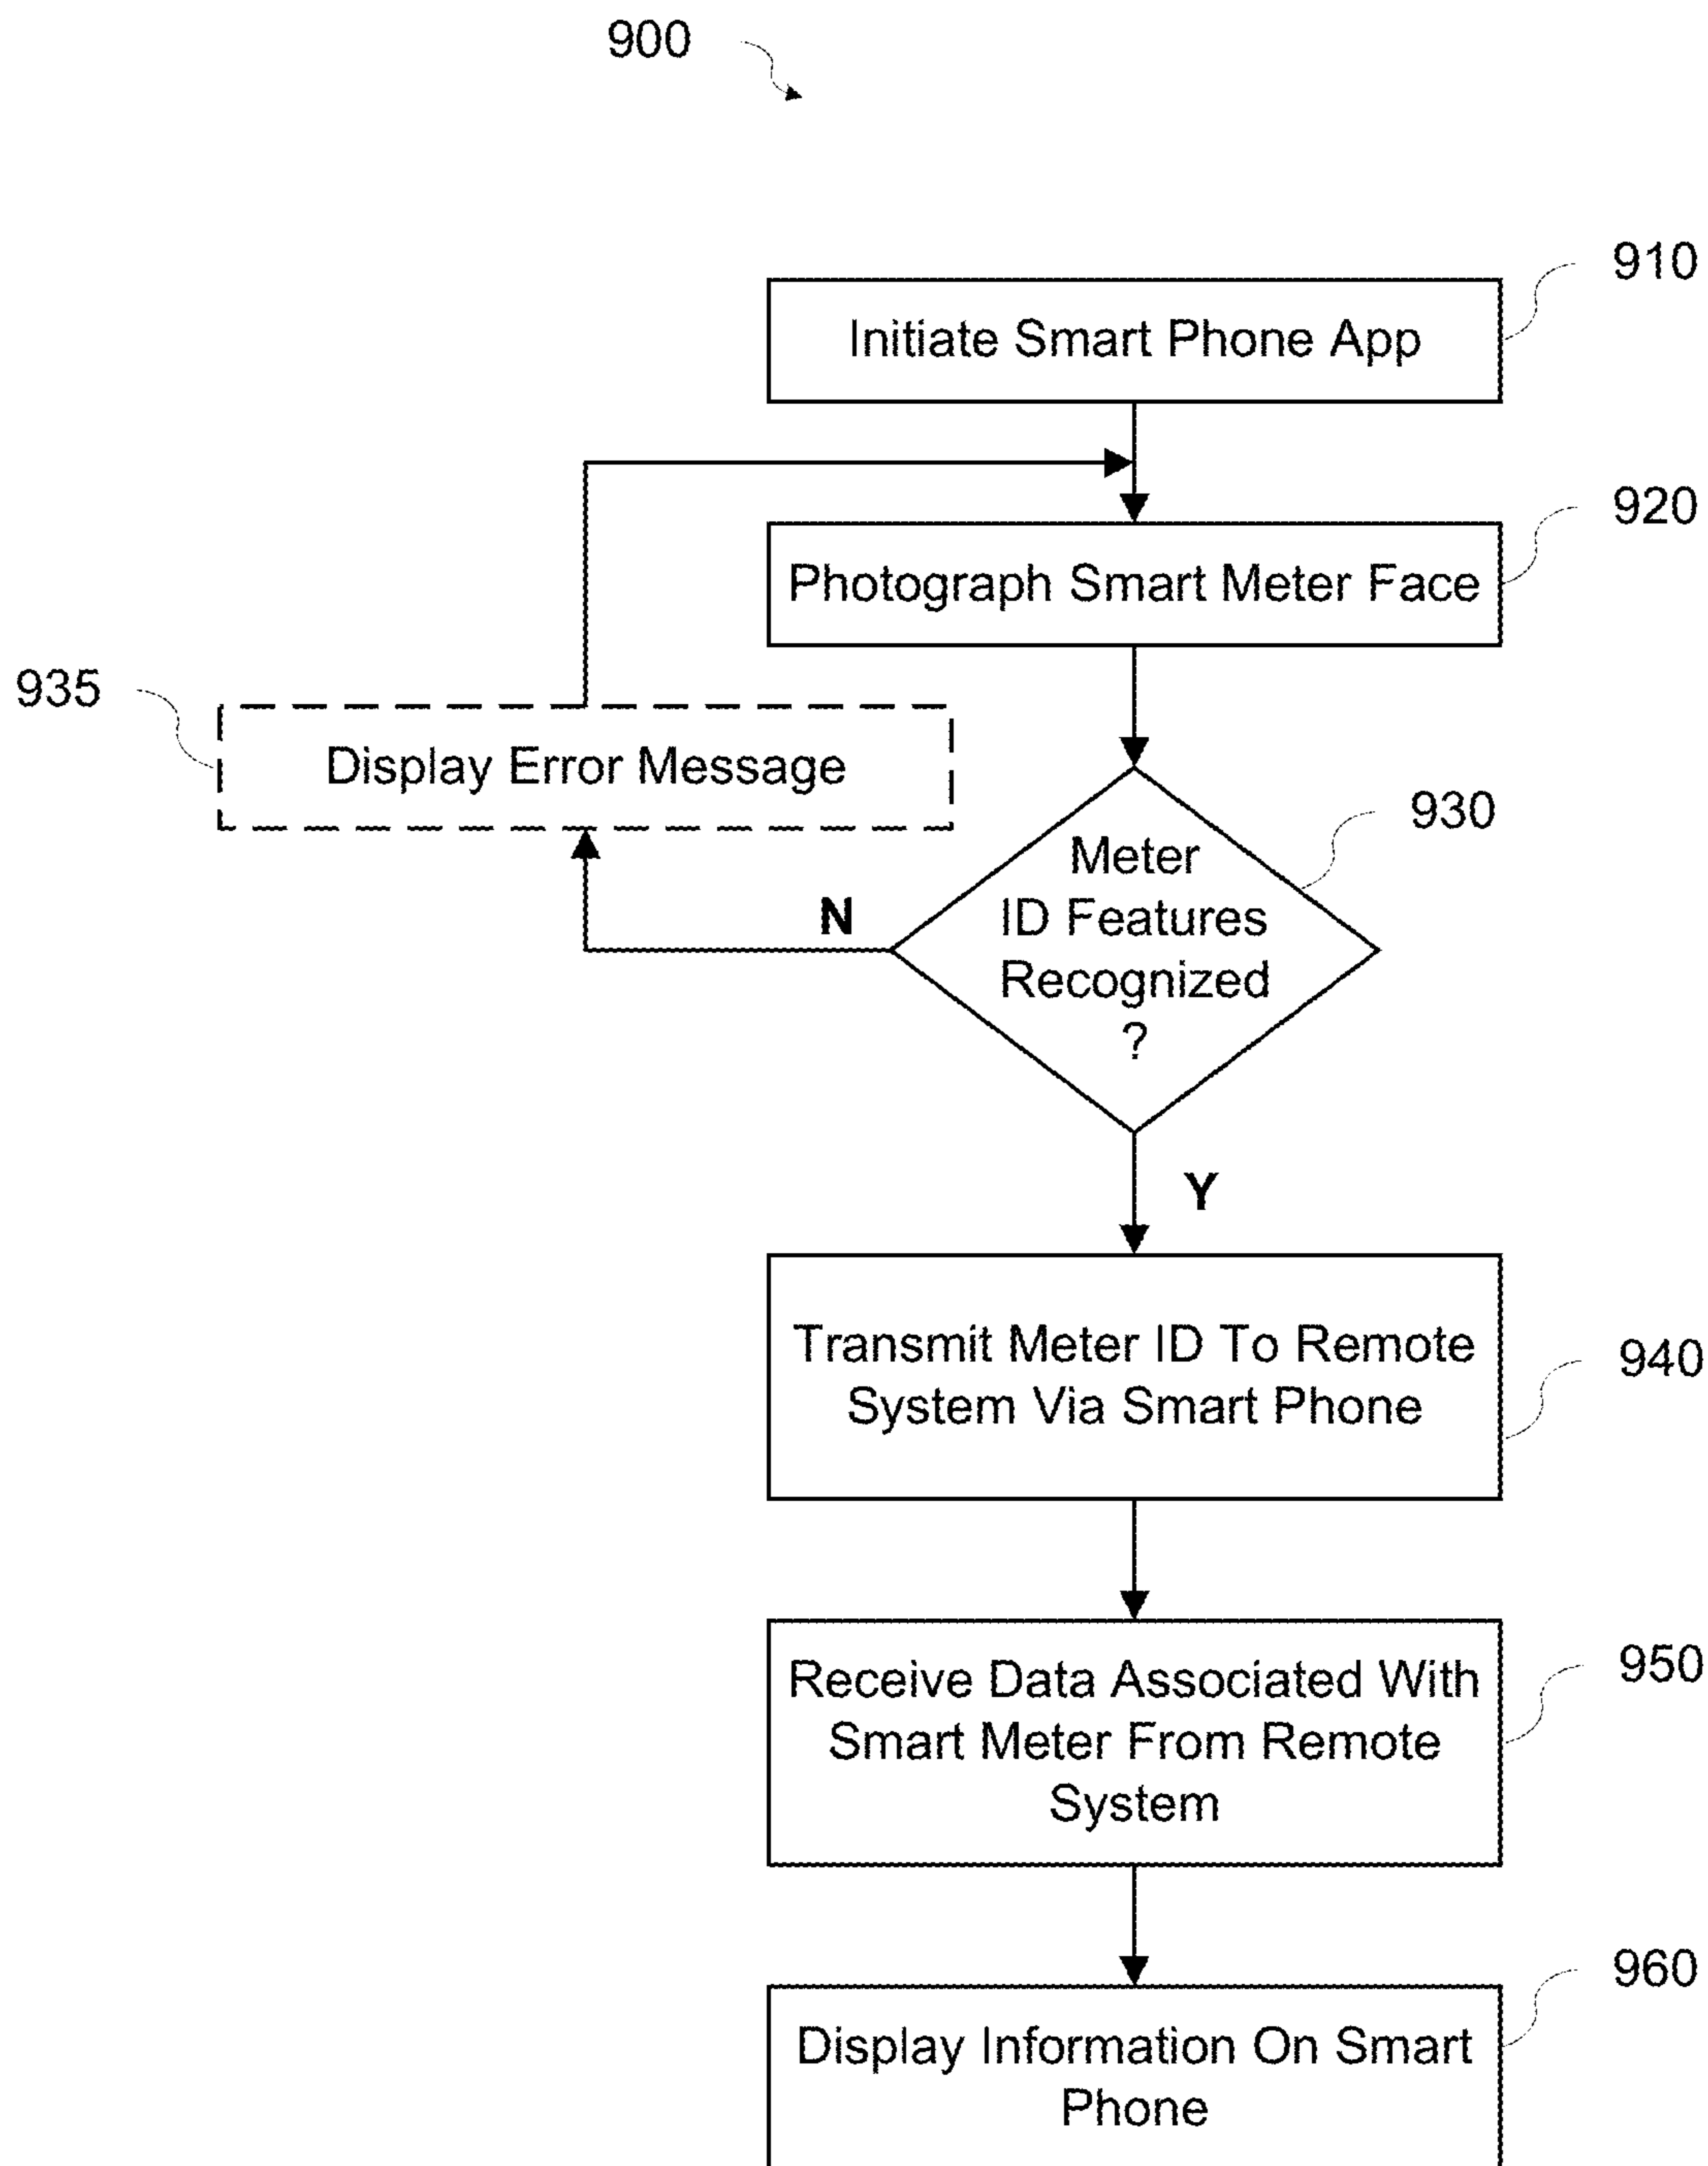 900
910
Initiate Smart Phone App
920
Photograph Smart Meter Face
935
Display Error Message
930
Meter
ID Features
Recognized
?
N
Y
940
Transmit Meter ID To Remote
System Via Smart Phone
950
Receive Data Associated With
Smart Meter From Remote
System
960
Display Information On Smart
Phone